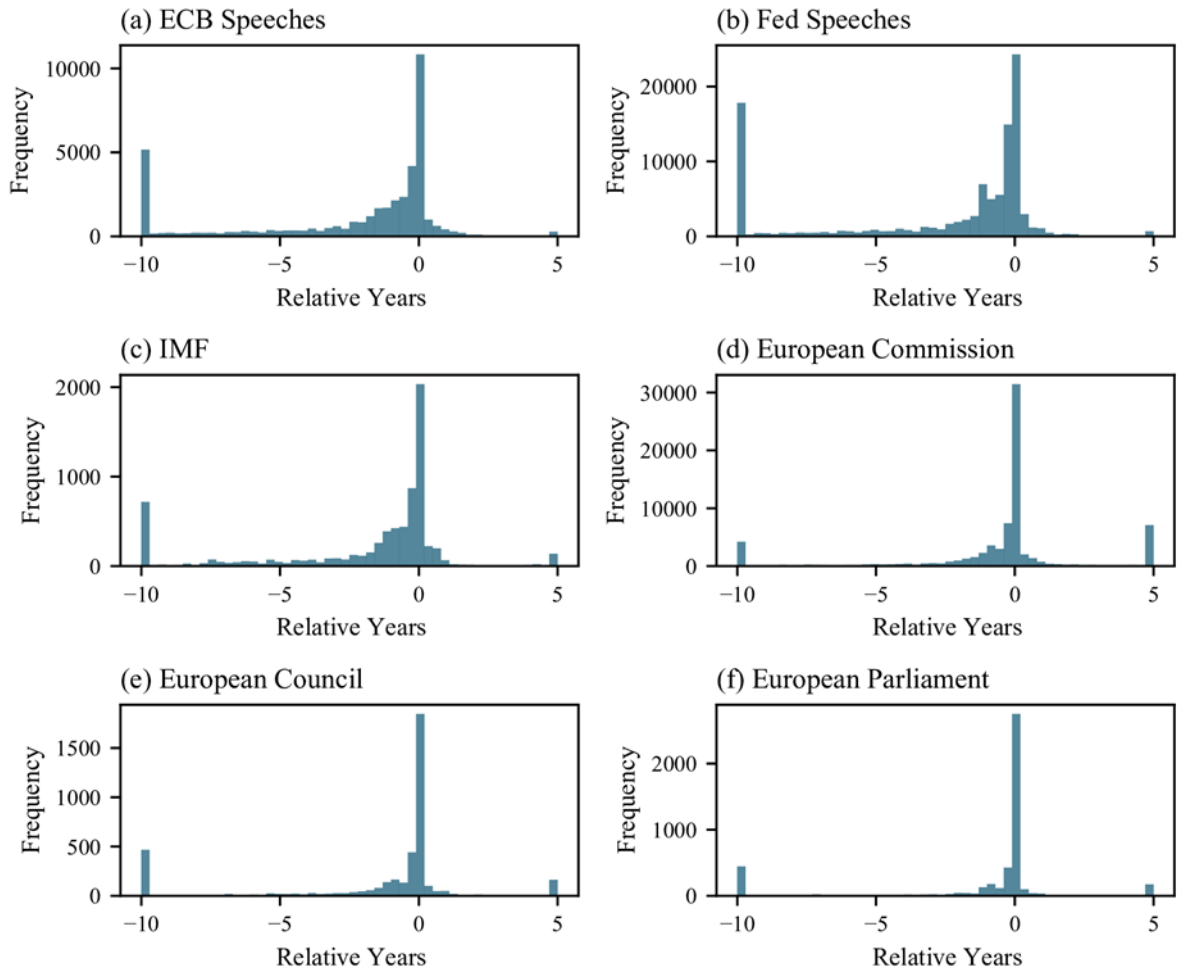 (a) ECB Speeches
Frequency
10000
5000
0
−10 −5 0 5
Relative Years
(b) Fed Speeches
Frequency
20000
10000
0
−10 −5 0 5
Relative Years
(c) IMF
Frequency
2000
1000
0
−10 −5 0 5
Relative Years
(d) European Commission
Frequency
30000
20000
10000
0
−10 −5 0 5
Relative Years
(e) European Council
Frequency
1500
1000
500
0
−10 −5 0 5
Relative Years
(f) European Parliament
Frequency
2000
1000
0
−10 −5 0 5
Relative Years